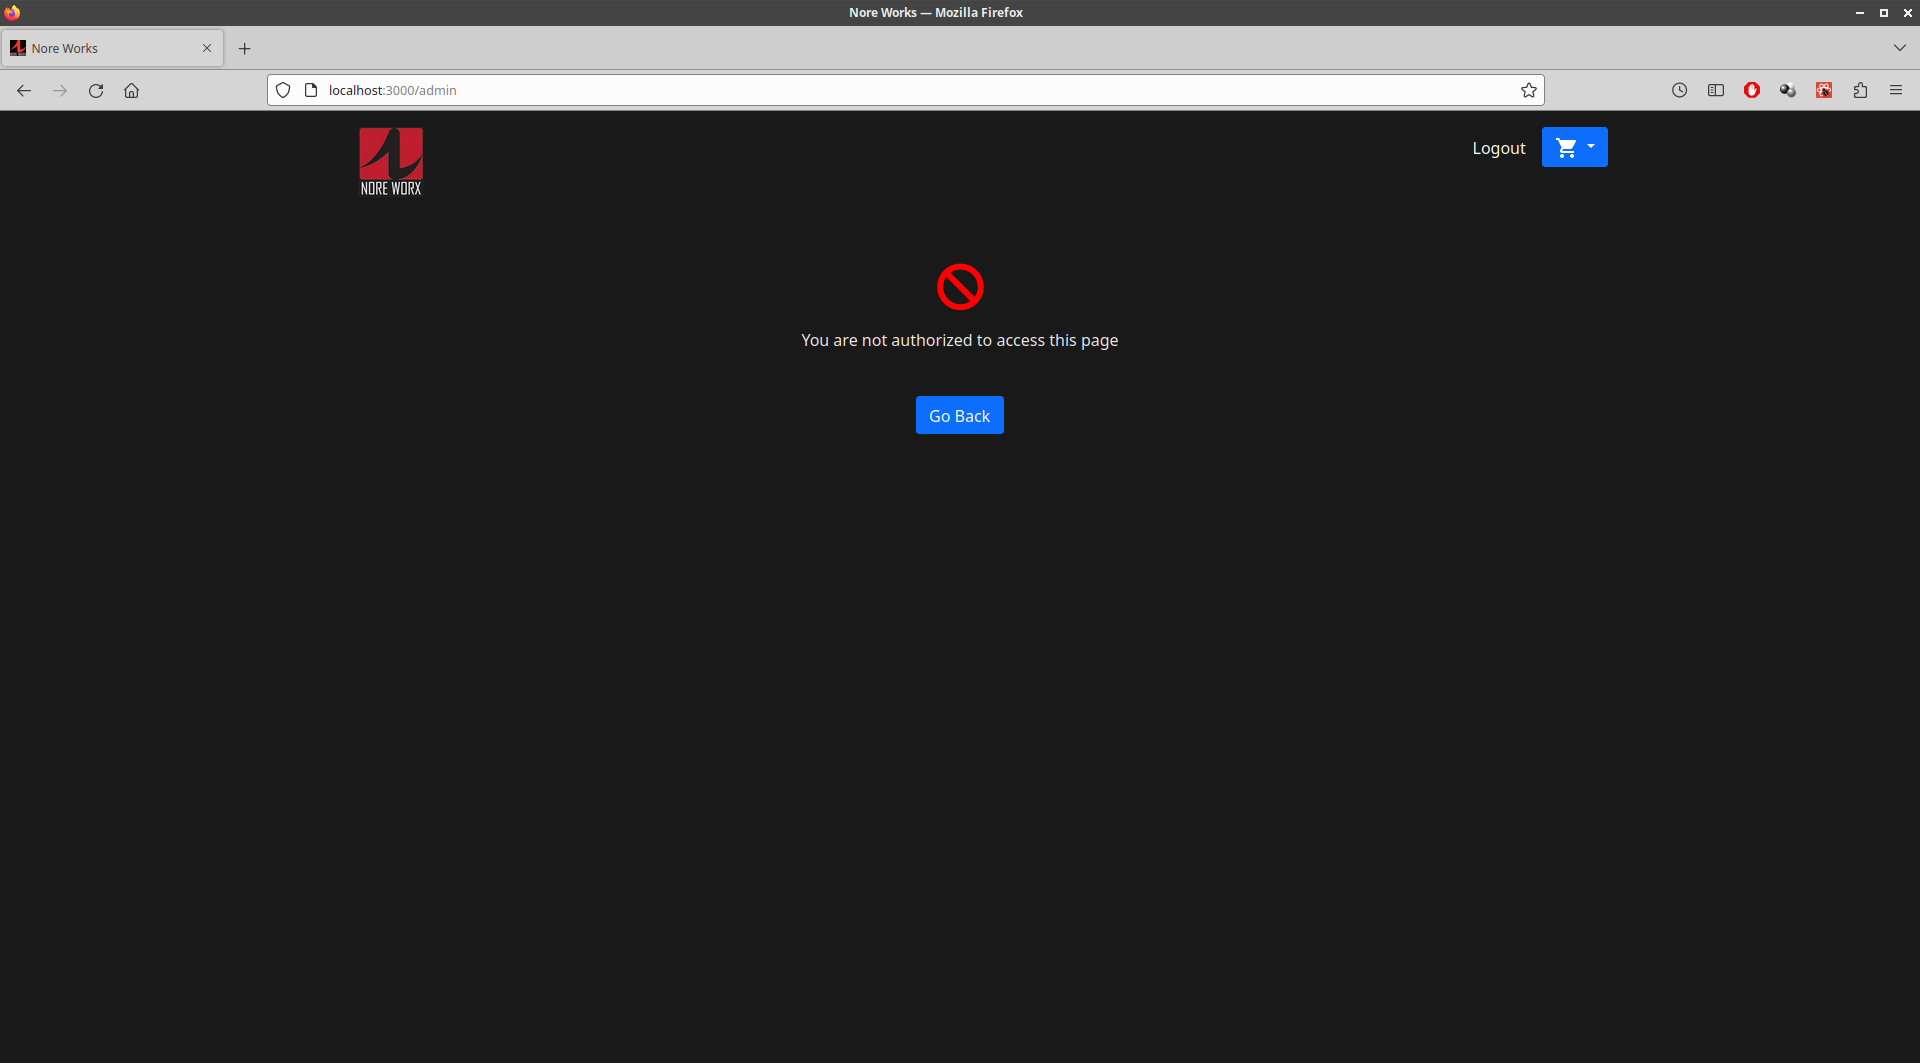 Nore Works — Mozilla Firefox
Nore Works
localhost:3000/admin
NORE WORX
Logout
You are not authorized to access this page
Go Back